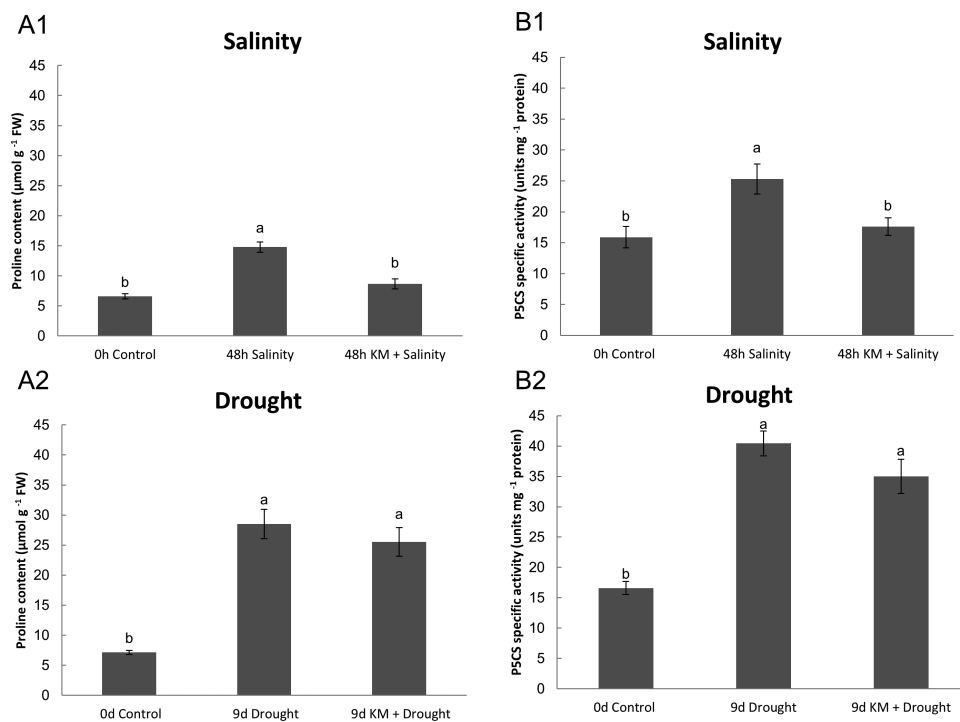 A1
Salinity
Proline content (µmol g ⁻¹ FW)
45
40
35
30
25
20
15
10
5
0
b
a
b
0h Control
48h Salinity
48h KM + Salinity
B1
Salinity
P5CS specific activity (units mg ⁻¹ protein)
45
40
35
30
25
20
15
10
5
0
b
a
b
0h Control
48h Salinity
48h KM + Salinity
A2
Drought
Proline content (µmol g ⁻¹ FW)
45
40
35
30
25
20
15
10
5
0
b
a
a
0d Control
9d Drought
9d KM + Drought
B2
Drought
P5CS specific activity (units mg ⁻¹ protein)
45
40
35
30
25
20
15
10
5
0
b
a
a
0d Control
9d Drought
9d KM + Drought